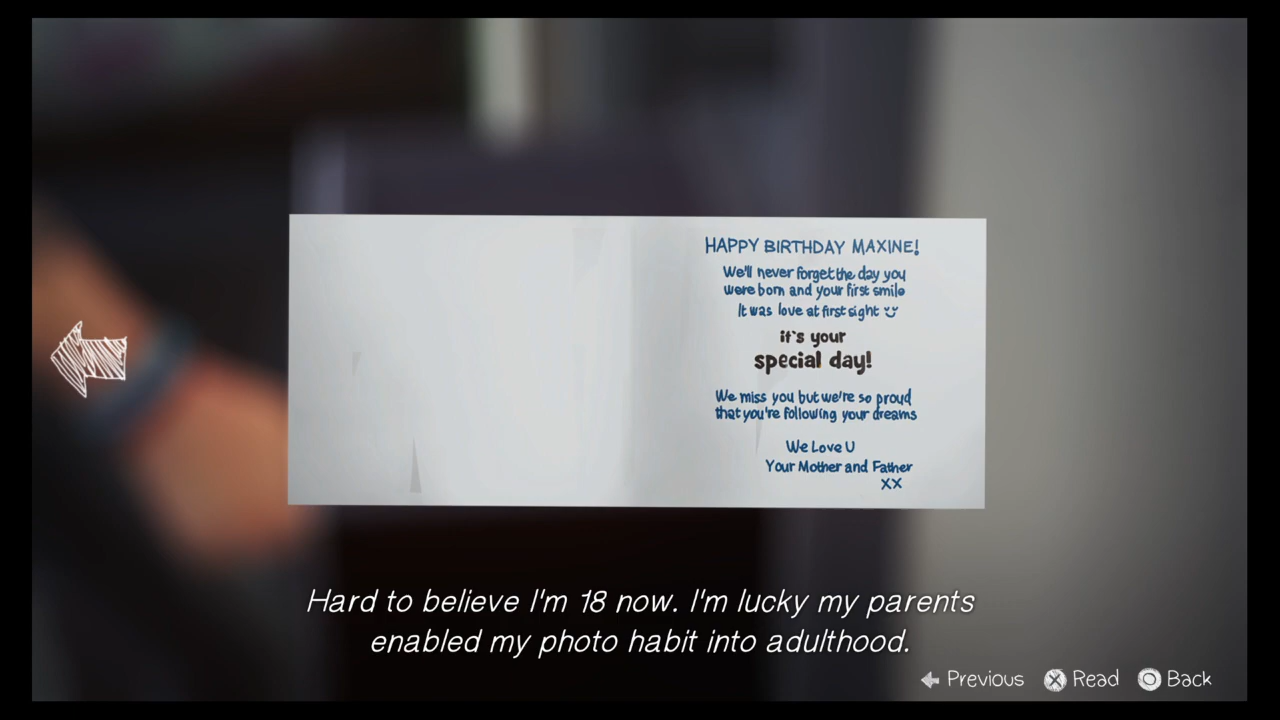 HAPPY BIRTHDAY MAXINE!
We'll never forget the day you
were born and your first smile
It was love at first sight
it's your
special day!
We miss you but we're so proud
that you're following your dreams
We Love U
Your Mother and Father
XX
Hard to believe I'm 18 now. I'm lucky my parents
enabled my photo habit into adulthood.
Previous Read Back